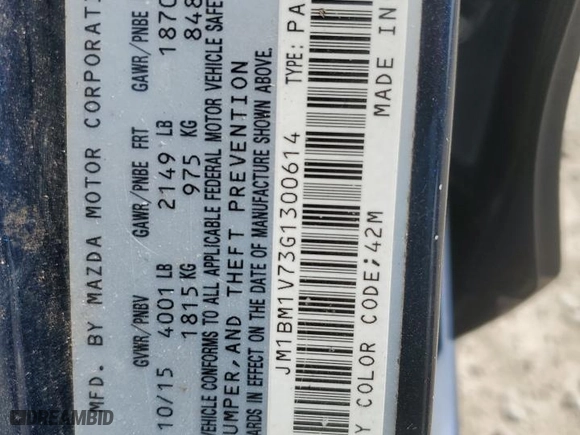 MFD. BY MAZDA MOTOR CORPORATI
GVWR/PNBV GAWR/PNBE FRT GAWR/PNBE
10/15 4001 LB 2149 LB 1870
1815 KG 975 KG 848
VEHICLE CONFORMS TO ALL APPLICABLE FEDERAL MOTOR VEHICLE SAFE
UMPER, AND THEFT PREVENTION
ARDS IN EFFECT ON THE DATE OF MANUFACTURE SHOWN ABOVE.
JM1BM1V73G1300614 TYPE: PA
Y COLOR CODE;42M MADE IN
DREAMBID